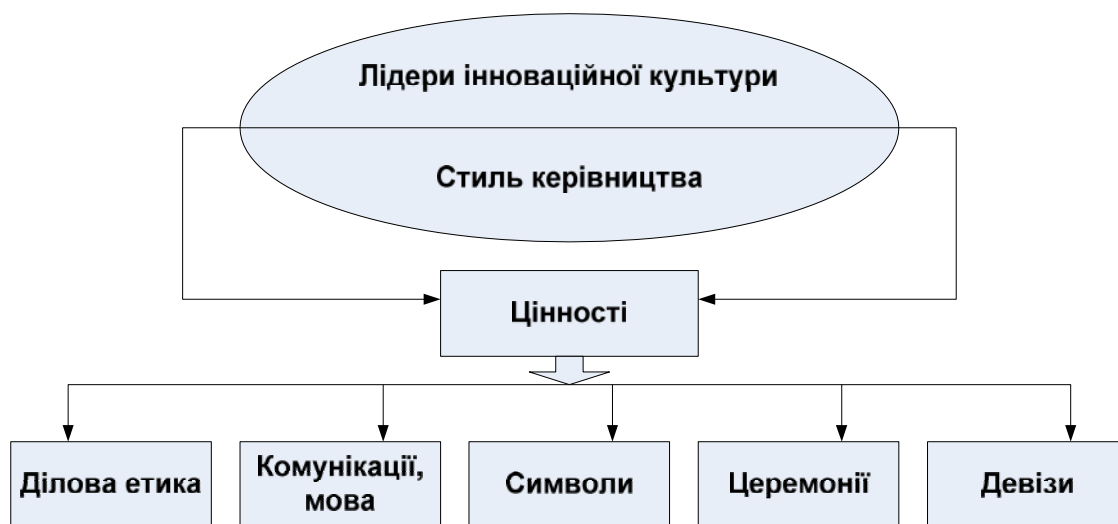 Лідери інноваційної культури
Стиль керівництва
Цінності
Ділова етика
Комунікації,
мова
Символи
Церемонії
Девізи